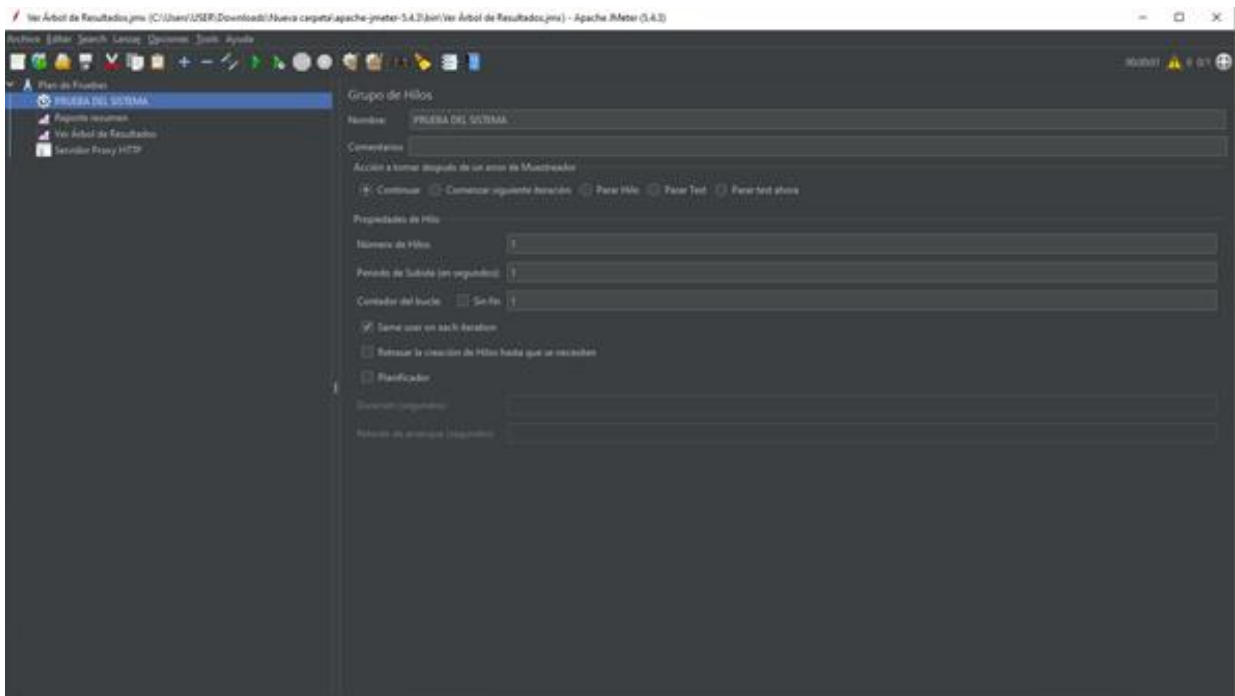 Ver Árbol de Resultados.jmx (C:\Users\USER\Downloads\Nueva carpeta\apache-jmeter-5.4.3\bin\Ver Árbol de Resultados.jmx) - Apache JMeter (5.4.3)
Archivo Editar Search Lanzar Opciones Tools Ayuda
00:00:01 0 0/1
Plan de Pruebas
PRUEBA DEL SISTEMA
Reporte resumen
Ver Árbol de Resultados
Servidor Proxy HTTP
Grupo de Hilos
Nombre: PRUEBA DEL SISTEMA
Comentarios
Acción a tomar después de un error de Muestreador
Continuar Comenzar siguiente iteración Parar Hilo Parar Test Parar test ahora
Propiedades de Hilo
Número de Hilos 1
Periodo de Subida (en segundos): 1
Contador del bucle: Sin fin 1
Same user on each iteration
Retrasar la creación de Hilos hasta que se necesiten
Planificador
Duración (segundos)
Retardo de arranque (segundos)